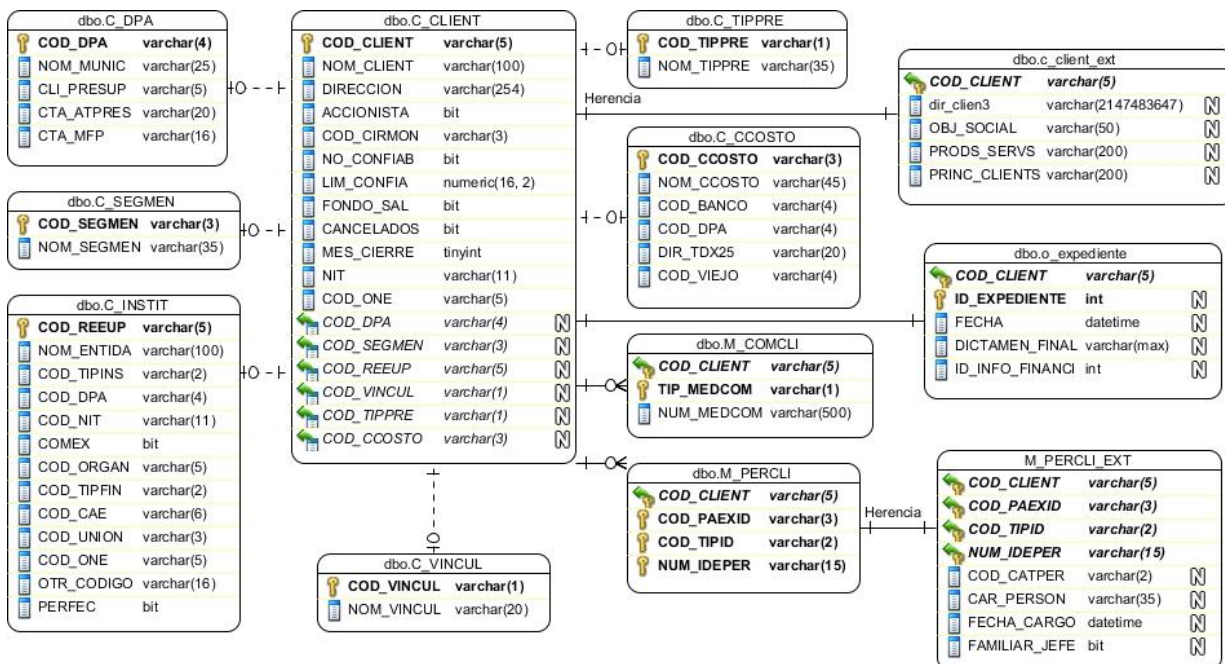 dbo.C_DPA
COD_DPA varchar(4)
NOM_MUNIC varchar(25)
CLI_PRESUP varchar(5)
CTA_ATPRES varchar(20)
CTA_MFP varchar(16)
dbo.C_SEGMEN
COD_SEGMEN varchar(3)
NOM_SEGMEN varchar(35)
dbo.C_INSTIT
COD_REEUP varchar(5)
NOM_ENTIDA varchar(100)
COD_TIPINS varchar(2)
COD_DPA varchar(4)
COD_NIT varchar(11)
COMEX bit
COD_ORGAN varchar(5)
COD_TIPFIN varchar(2)
COD_CAE varchar(6)
COD_UNION varchar(3)
COD_ONE varchar(5)
OTR_CODIGO varchar(16)
PERFEC bit
dbo.C_CLIENT
COD_CLIENT varchar(5)
NOM_CLIENT varchar(100)
DIRECCION varchar(254)
ACCIONISTA bit
COD_CIRMON varchar(3)
NO_CONFIAB bit
LIM_CONFIA numeric(16, 2)
FONDO_SAL bit
CANCELADOS bit
MES_CIERRE tinyint
NIT varchar(11)
COD_ONE varchar(5)
COD_DPA varchar(4) N
COD_SEGMEN varchar(3) N
COD_REEUP varchar(5) N
COD_VINCUL varchar(1) N
COD_TIPPRE varchar(1) N
COD_CCOSTO varchar(3) N
dbo.C_VINCUL
COD_VINCUL varchar(1)
NOM_VINCUL varchar(20)
dbo.C_TIPPRE
COD_TIPPRE varchar(1)
NOM_TIPPRE varchar(35)
Herencia
dbo.C_CCOSTO
COD_CCOSTO varchar(3)
NOM_CCOSTO varchar(45)
COD_BANCO varchar(4)
COD_DPA varchar(4)
DIR_TDX25 varchar(20)
COD_VIEJO varchar(4)
dbo.M_COMCLI
COD_CLIENT varchar(5)
TIP_MEDCOM varchar(1)
NUM_MEDCOM varchar(500)
dbo.M_PERCLI
COD_CLIENT varchar(5)
COD_PAEXID varchar(3)
COD_TIPID varchar(2)
NUM_IDEPER varchar(15)
Herencia
dbo.c_client_ext
COD_CLIENT varchar(5)
dir_clien3 varchar(2147483647) N
OBJ_SOCIAL varchar(50) N
PRODS_SERVS varchar(200) N
PRINC_CLIENTS varchar(200) N
dbo.o_expediente
COD_CLIENT varchar(5)
ID_EXPEDIENTE int N
FECHA datetime N
DICTAMEN_FINAL varchar(max) N
ID_INFO_FINANCI int N
M_PERCLI_EXT
COD_CLIENT varchar(5)
COD_PAEXID varchar(3)
COD_TIPID varchar(2)
NUM_IDEPER varchar(15)
COD_CATPER varchar(2) N
CAR_PERSON varchar(35) N
FECHA_CARGO datetime N
FAMILIAR_JEFE bit N